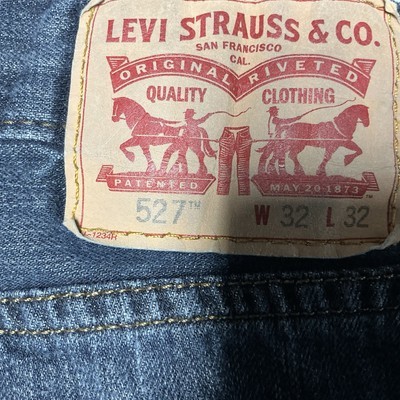 LEVI STRAUSS & CO.
SAN FRANCISCO
CAL.
ORIGINAL RIVETED
QUALITY CLOTHING
PATENTED MAY 20 1873
527™ W 32 L 32